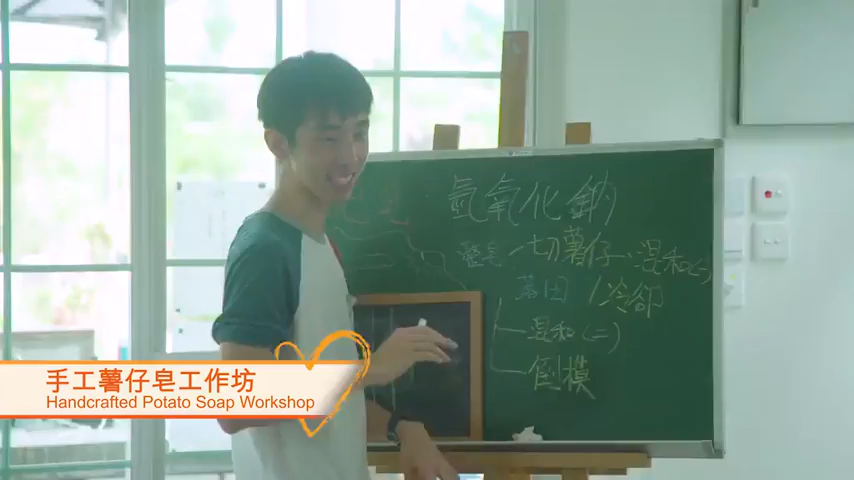 氫氧化鈉
一切薯仔、混和(一)
冷卻
混和(二)
倒模
手工薯仔皂工作坊
Handcrafted Potato Soap Workshop